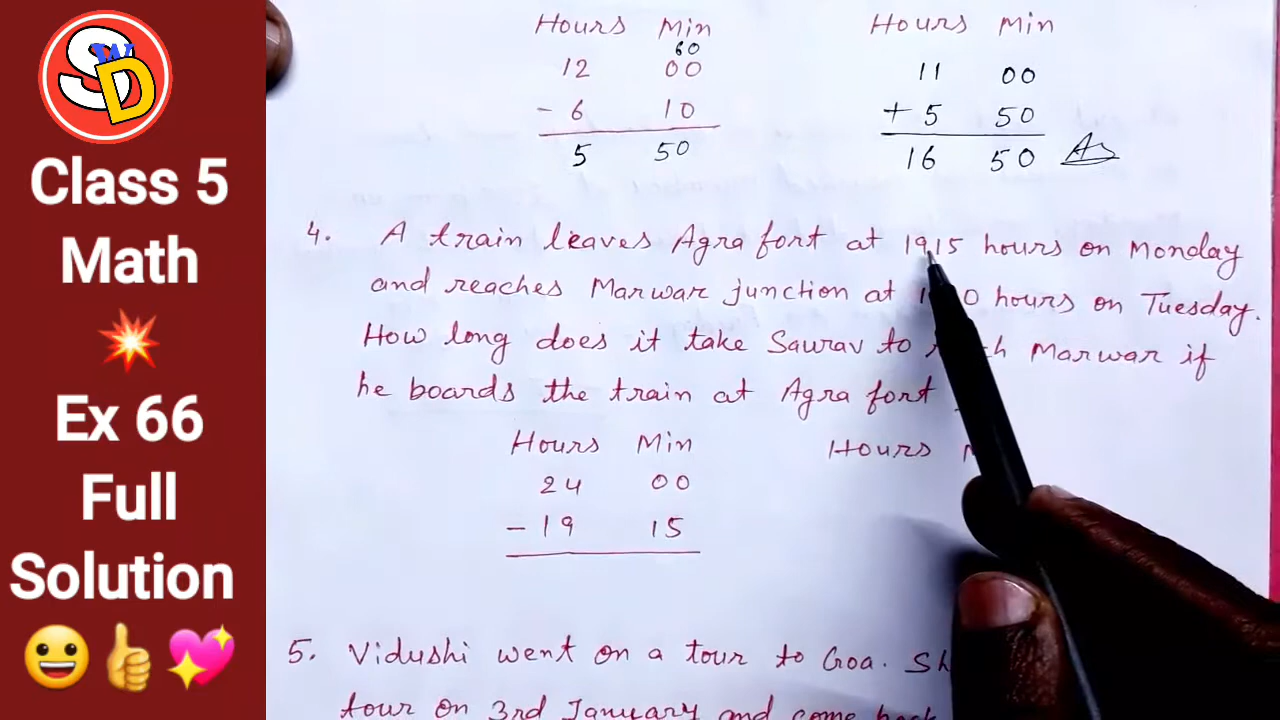 SWD
Class 5
Math
Ex 66
Full
Solution
Hours Min
60
12 00
- 6 10
5 50
Hours Min
11 00
+ 5 50
16 50 Ans
4. A train leaves Agra fort at 1915 hours on Monday
and reaches Marwar junction at hours on Tuesday.
How long does it take Saurav to Marwar if
he boards the train at Agra fort
Hours Min
24 00
- 19 15
Hours
5. Vidushi went on a tour to Goa.
tour on 3rd January and come back